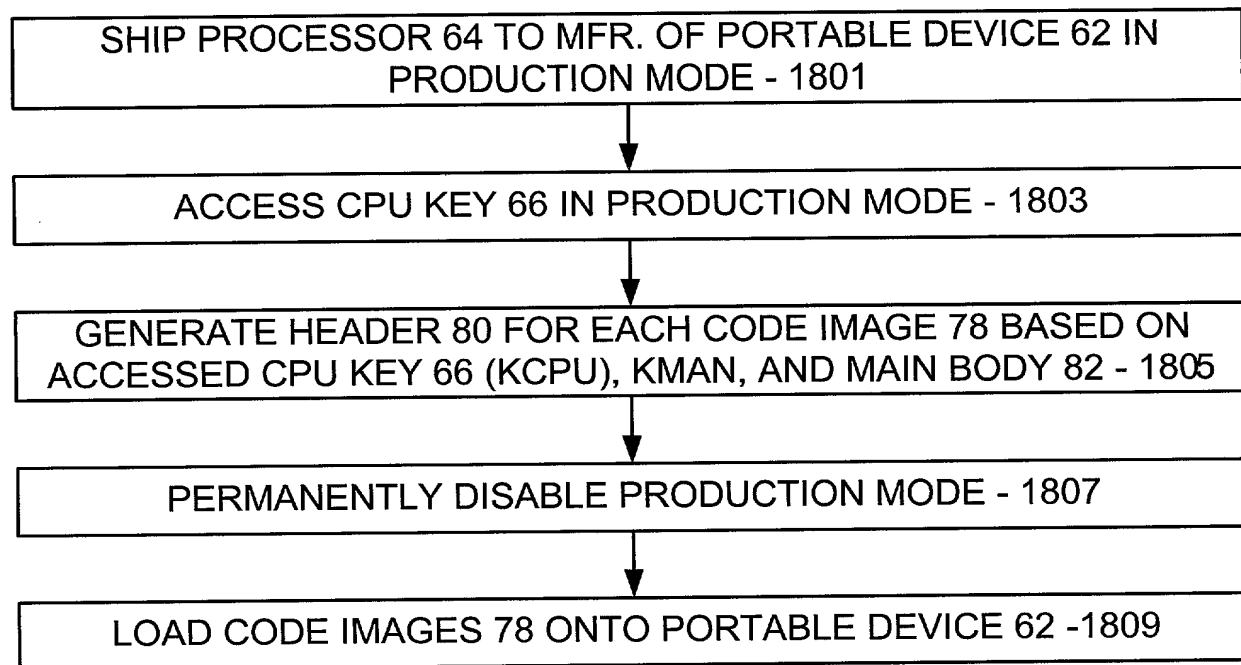 SHIP PROCESSOR 64 TO MFR. OF PORTABLE DEVICE 62 IN
PRODUCTION MODE - 1801
ACCESS CPU KEY 66 IN PRODUCTION MODE - 1803
GENERATE HEADER 80 FOR EACH CODE IMAGE 78 BASED ON
ACCESSED CPU KEY 66 (KCPU), KMAN, AND MAIN BODY 82 - 1805
PERMANENTLY DISABLE PRODUCTION MODE - 1807
LOAD CODE IMAGES 78 ONTO PORTABLE DEVICE 62 -1809